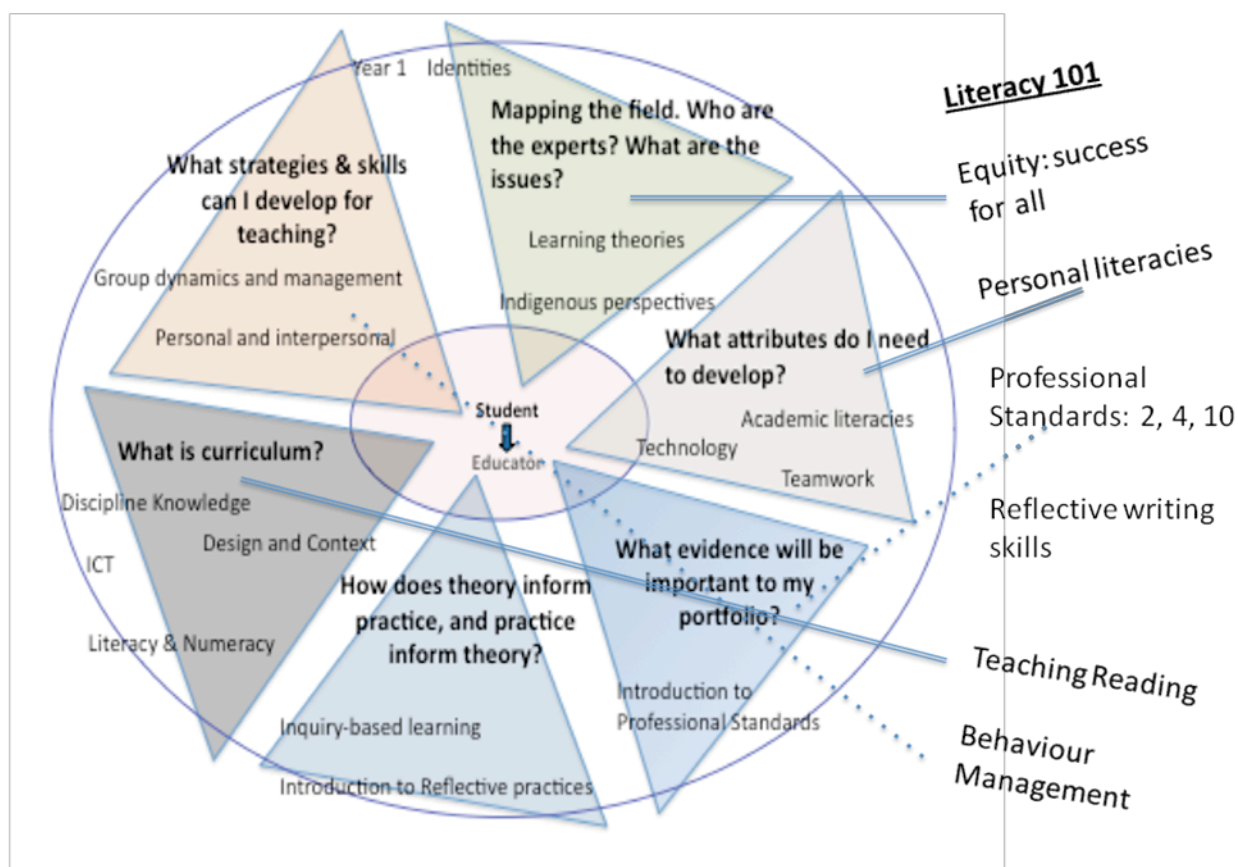 Year 1 Identities
What strategies & skills
can I develop for
teaching?
Group dynamics and management
Personal and interpersonal
Mapping the field. Who are
the experts? What are the
issues?
Learning theories
Indigenous perspectives
What attributes do I need
to develop?
Academic literacies
Technology
Teamwork
Student
Educator
What is curriculum?
Discipline Knowledge
Design and Context
ICT
Literacy & Numeracy
How does theory inform
practice, and practice
inform theory?
Inquiry-based learning
Introduction to Reflective practices
What evidence will be
important to my
portfolio?
Introduction to
Professional Standards
Literacy 101
Equity: success
for all
Personal literacies
Professional
Standards: 2, 4, 10
Reflective writing
skills
Teaching Reading
Behaviour
Management